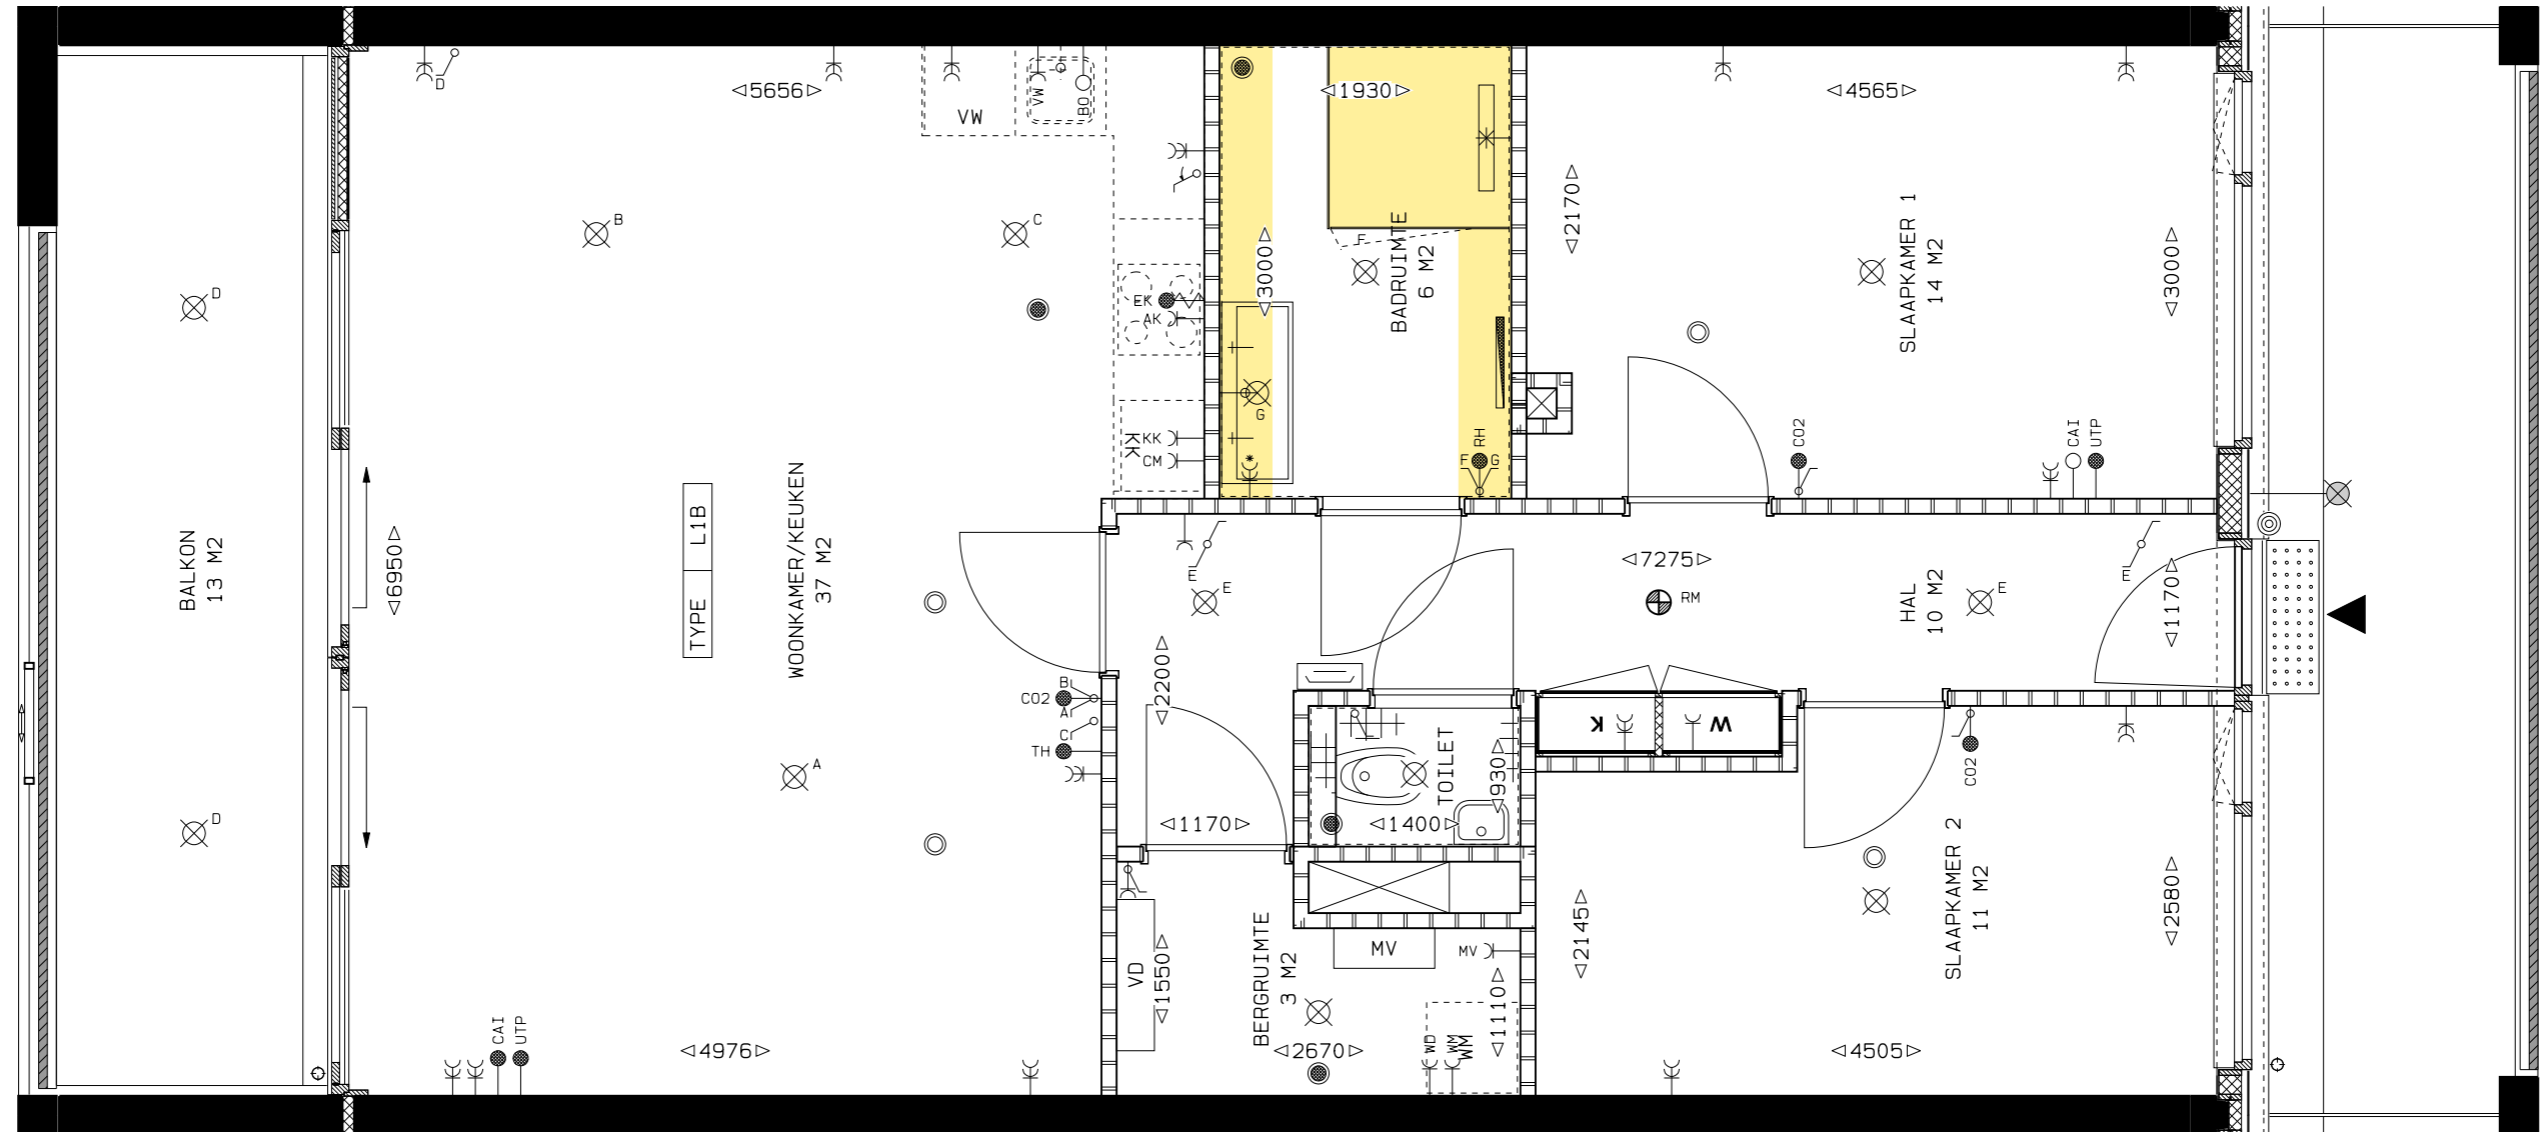 D
VW
VW
BO
5656
1930
4565
B
C
D
EK
AK
KK
KK
CM
3000
F
BADRUIMTE
6 M2
G
*
RH
F
G
2170
SLAAPKAMER 1
14 M2
3000
CO2
CAI
UTP
BALKON
13 M2
6950
TYPE
L1B
WOONKAMER/KEUKEN
37 M2
E
E
7275
RM
HAL
10 M2
E
E
1170
2200
B
CO2
A
C
TH
A
D
K
W
TOILET
930
1400
1170
CO2
VD
1550
BERGRUIMTE
3 M2
MV
MV
1110
WD
WM
WM
2670
2145
SLAAPKAMER 2
11 M2
2580
4505
CAI
UTP
4976